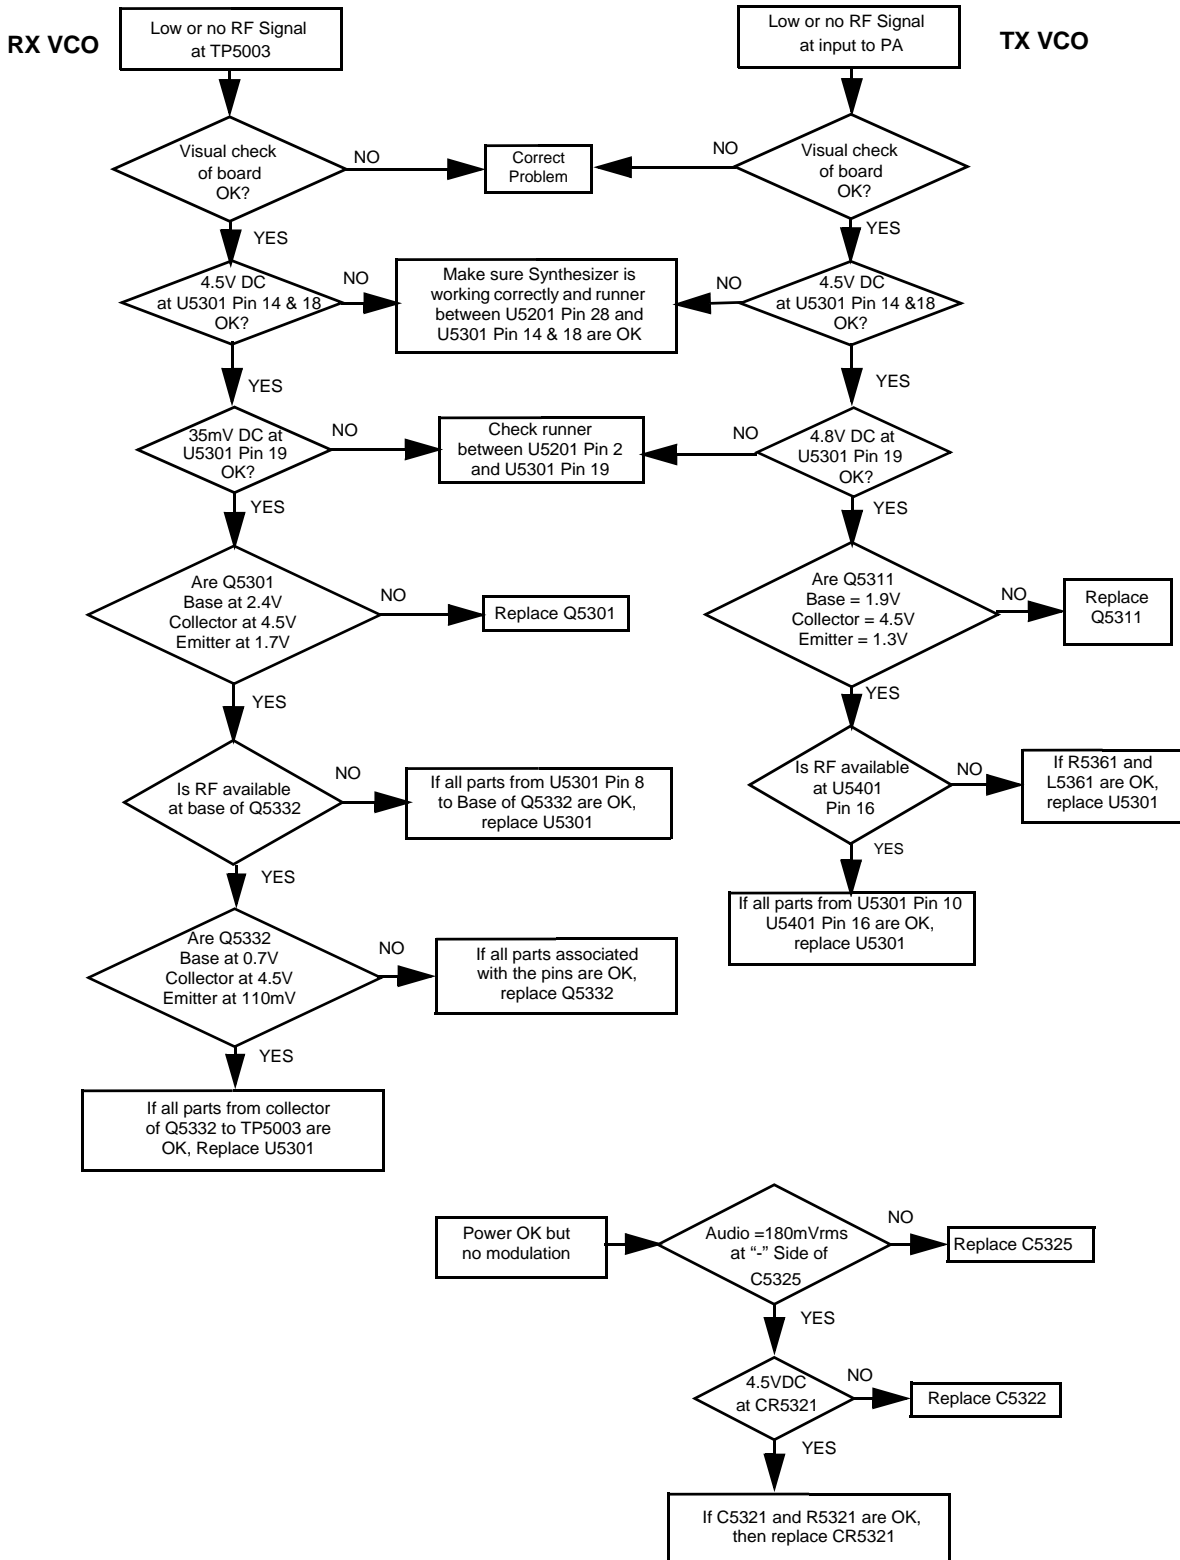 RX VCO
Low or no RF Signal
at TP5003
Visual check
of board
OK?
NO
YES
Correct
Problem
4.5V DC
at U5301 Pin 14 & 18
OK?
NO
YES
Make sure Synthesizer is
working correctly and runner
between U5201 Pin 28 and
U5301 Pin 14 & 18 are OK
35mV DC at
U5301 Pin 19
OK?
NO
YES
Check runner
between U5201 Pin 2
and U5301 Pin 19
Are Q5301
Base at 2.4V
Collector at 4.5V
Emitter at 1.7V
NO
YES
Replace Q5301
Is RF available
at base of Q5332
NO
YES
If all parts from U5301 Pin 8
to Base of Q5332 are OK,
replace U5301
Are Q5332
Base at 0.7V
Collector at 4.5V
Emitter at 110mV
NO
YES
If all parts associated
with the pins are OK,
replace Q5332
If all parts from collector
of Q5332 to TP5003 are
OK, Replace U5301
TX VCO
Low or no RF Signal
at input to PA
Visual check
of board
OK?
NO
YES
4.5V DC
at U5301 Pin 14 &18
OK?
NO
YES
4.8V DC at
U5301 Pin 19
OK?
NO
YES
Are Q5311
Base = 1.9V
Collector = 4.5V
Emitter = 1.3V
NO
YES
Replace
Q5311
Is RF available
at U5401
Pin 16
NO
YES
If R5361 and
L5361 are OK,
replace U5301
If all parts from U5301 Pin 10
U5401 Pin 16 are OK,
replace U5301
Power OK but
no modulation
Audio =180mVrms
at “-” Side of
C5325
NO
YES
Replace C5325
4.5VDC
at CR5321
NO
YES
Replace C5322
If C5321 and R5321 are OK,
then replace CR5321